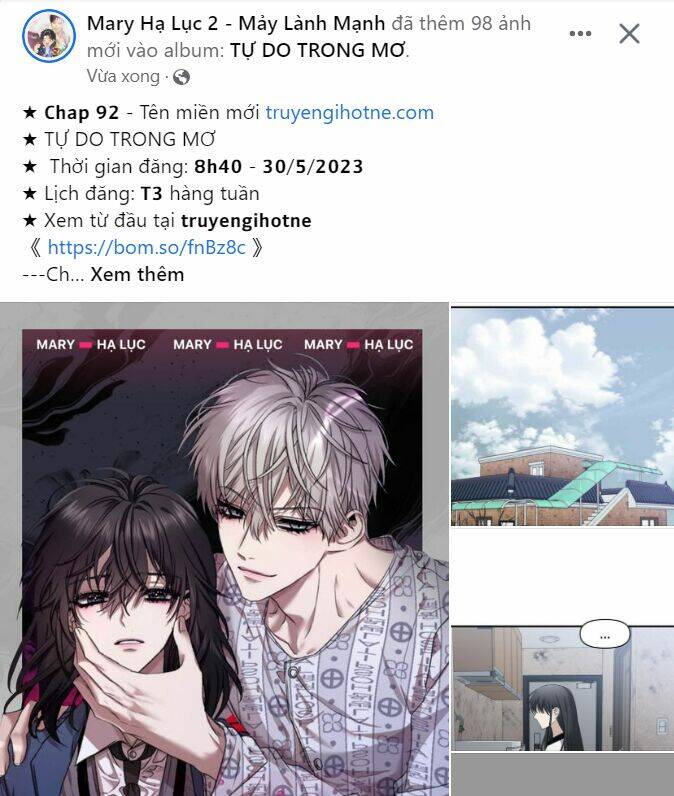 Mary Hạ Lục 2 - Mảy Lành Mạnh đã thêm 98 ảnh
mới vào album: TỰ DO TRONG MƠ.
Vừa xong ·
★ Chap 92 - Tên miền mới truyengihotne.com
★ TỰ DO TRONG MƠ
★ Thời gian đăng: 8h40 - 30/5/2023
★ Lịch đăng: T3 hàng tuần
★ Xem từ đầu tại truyengihotne
《 https://bom.so/fnBz8c 》
---Ch... Xem thêm
MARY HẠ LỤC MARY HẠ LỤC MARY HẠ LỤC
...